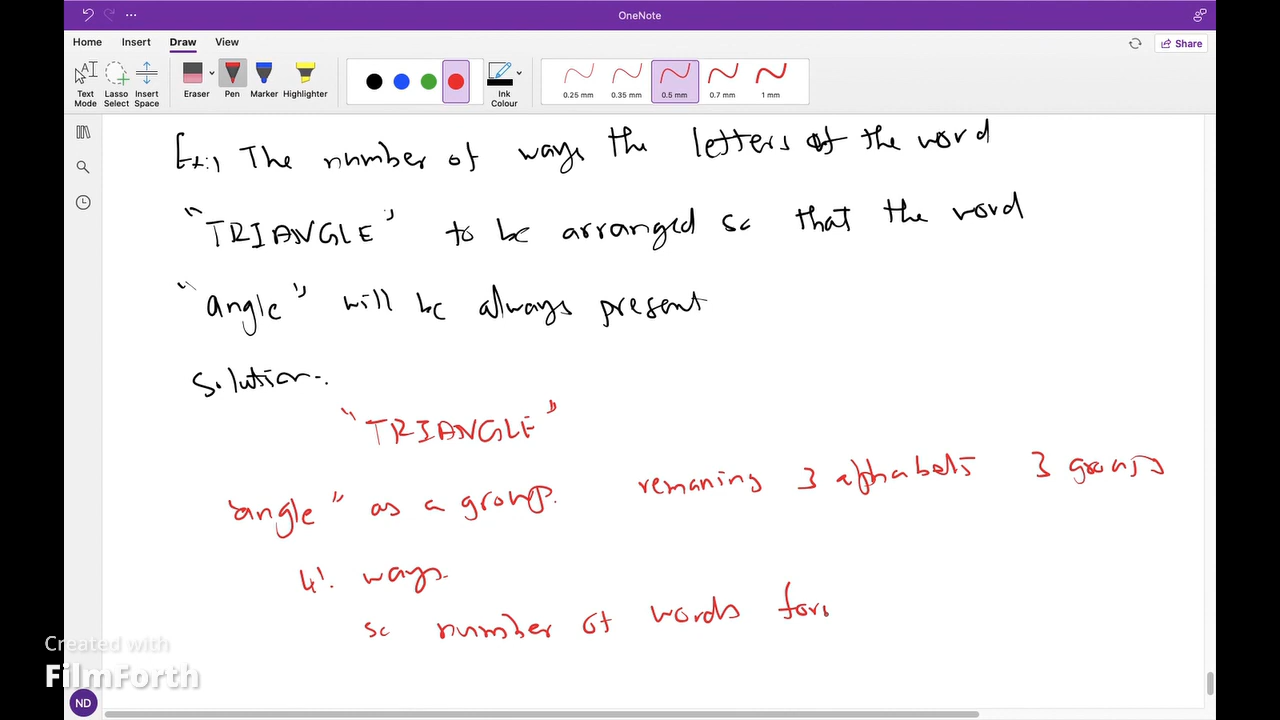 OneNote
Home Insert Draw View
Share
Text Mode
Lasso Select
Insert Space
Eraser Pen Marker Highlighter
Ink Colour
0.25 mm 0.35 mm 0.5 mm 0.7 mm 1 mm
Ex:, The number of ways the letters of the word
"TRIANGLE" to be arranged so that the word
"angle" will be always present
Solution:.
"TRIANGLE"
"angle" as a group. remaning 3 alphabets 3 groups
4!. ways.
so number of words for
Created with
FilmForth
ND